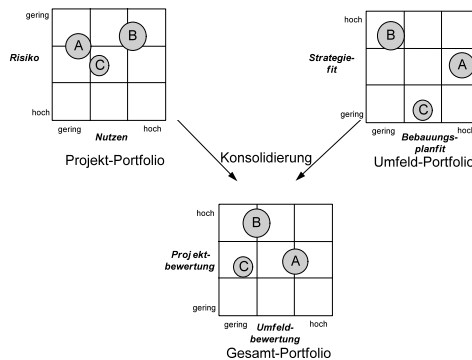 gering
Risiko
hoch
A
B
C
gering
hoch
Nutzen
Projekt-Portfolio
hoch
Strategie-
fit
gering
B
A
C
gering
hoc
Bebauungs-
planfit
Umfeld-Portfolio
Konsolidierung
hoch
Projekt-
bewertung
gering
B
C
A
gering
hoch
Umfeld-
bewertung
Gesamt-Portfolio